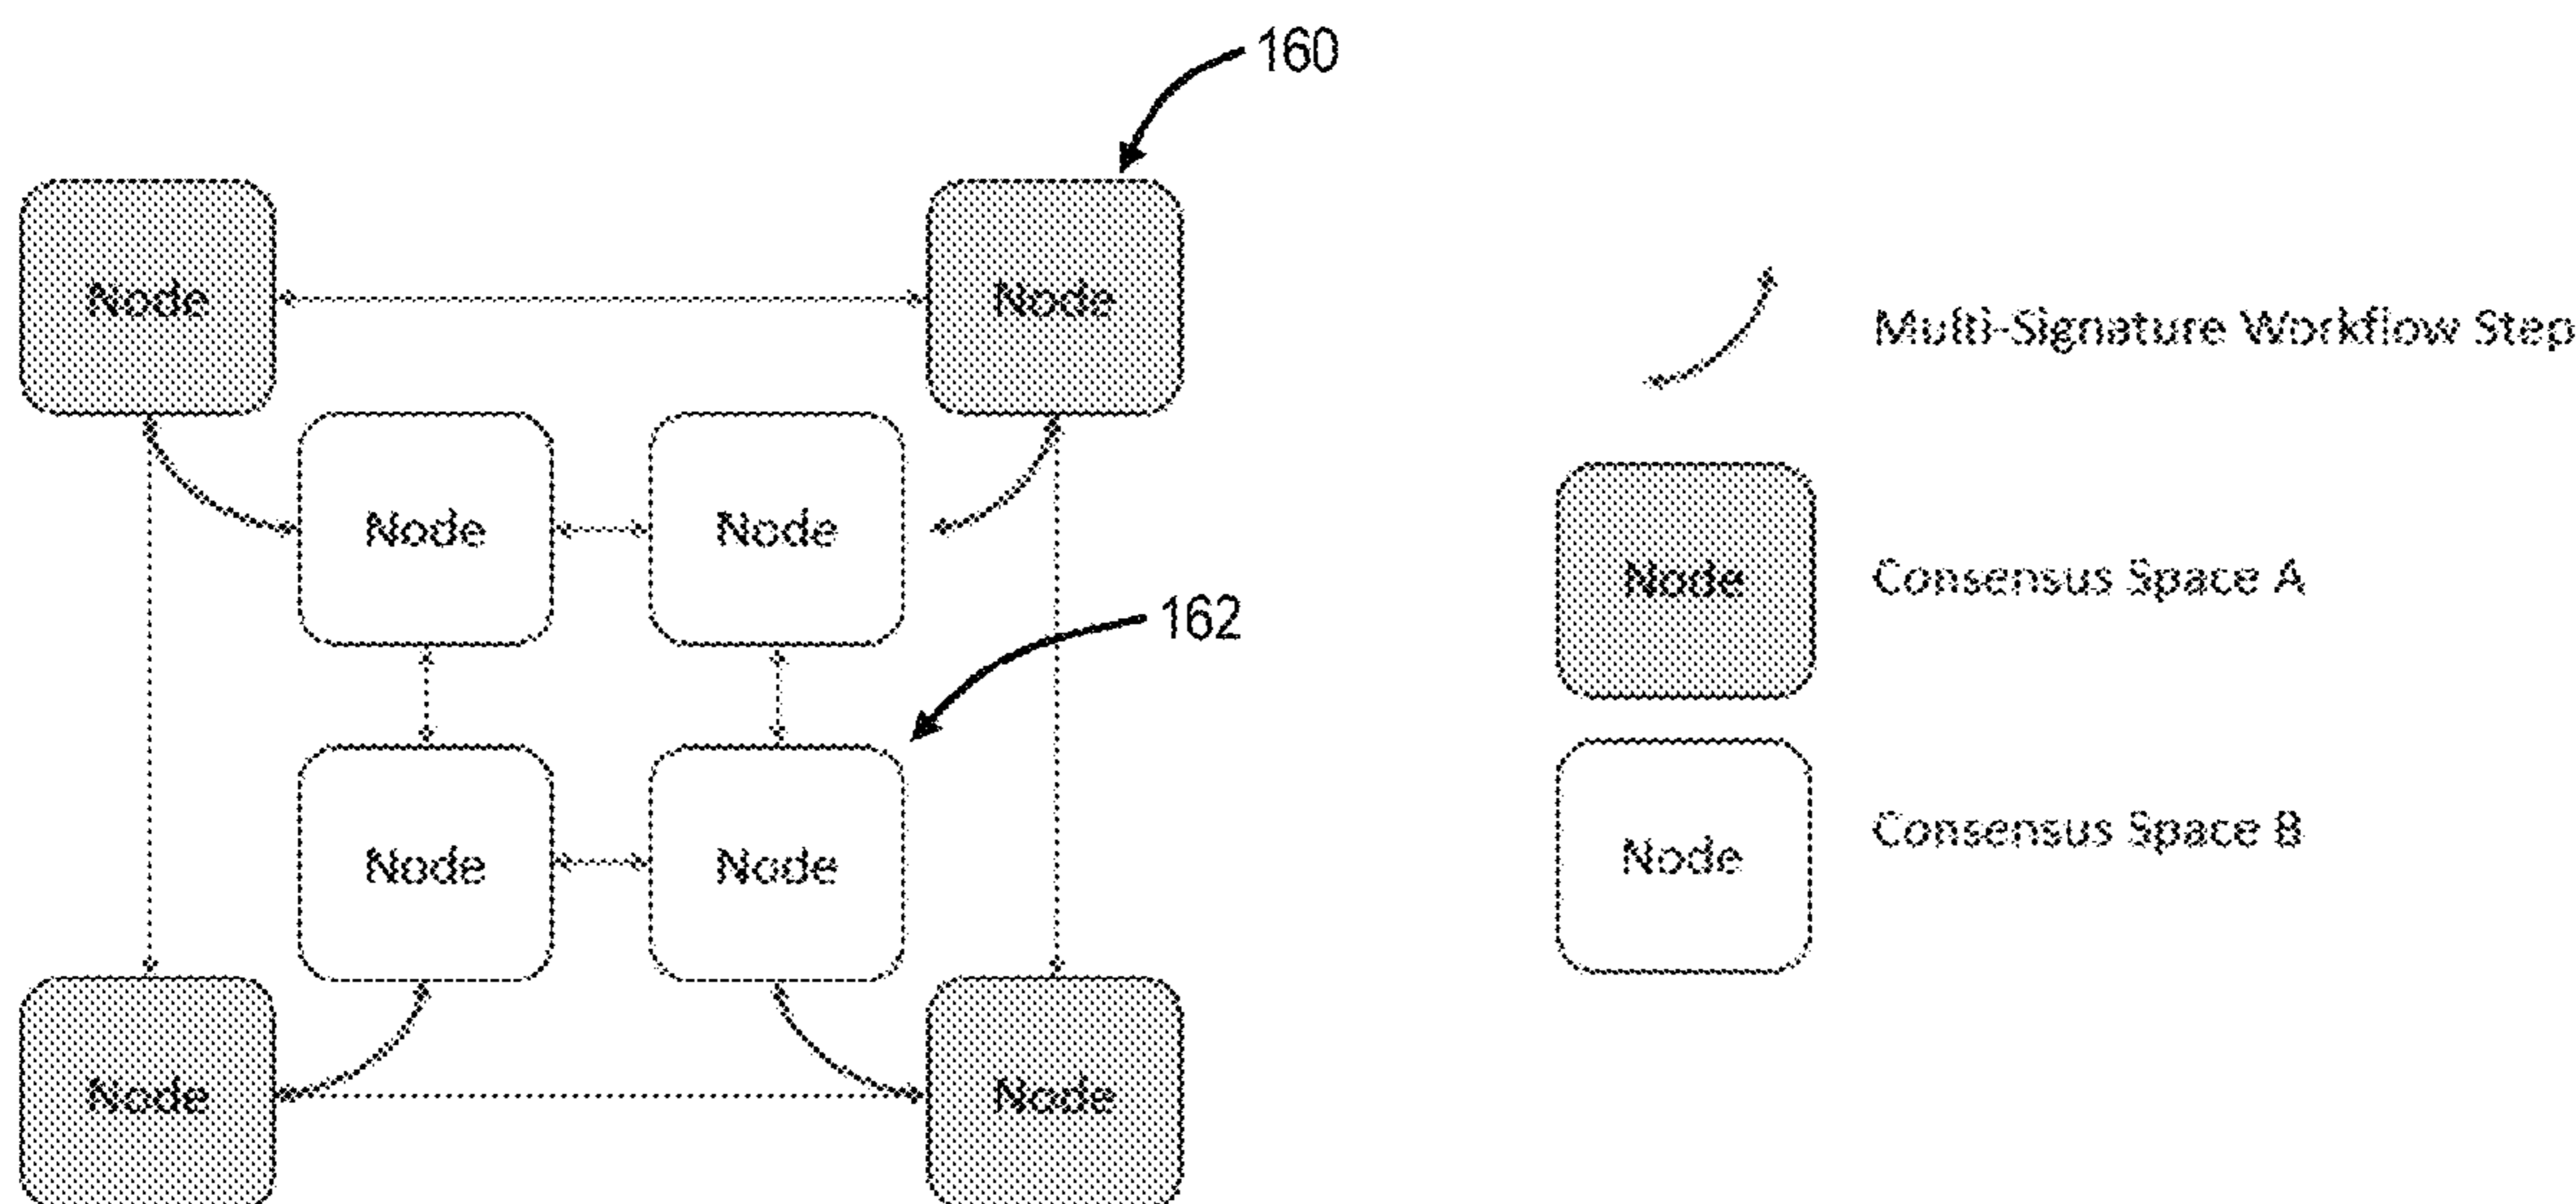 160
Node
Node
Multi-Signature Workflow Step
Node
Node
Node
Consensus Space A
162
Node
Node
Node
Consensus Space B
Node
Node